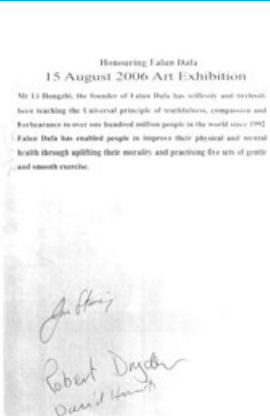 Honouring Falun Dafa
15 August 2006 Art Exhibition
Mr Li Hongzhi, the founder of Falun Dafa has selflessly and tirelessly
been teaching the Universal principle of truthfulness, compassion and
Forbearance to over one hundred million people in the world since 1992
Falun Dafa has enabled people to improve their physical and mental
health through uplifting their morality and practising five sets of gentle
and smooth exercise.
Robert Dryden
David